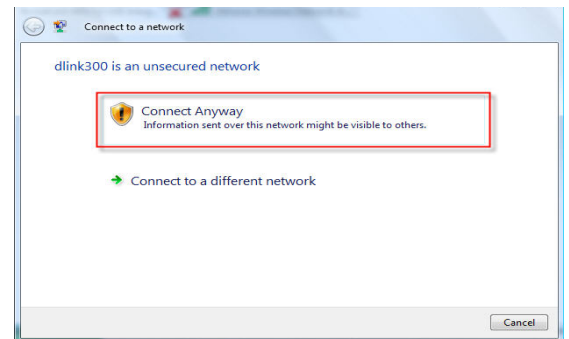 Connect to a network
dlink300 is an unsecured network
Connect Anyway
Information sent over this network might be visible to others.
Connect to a different network
Cancel